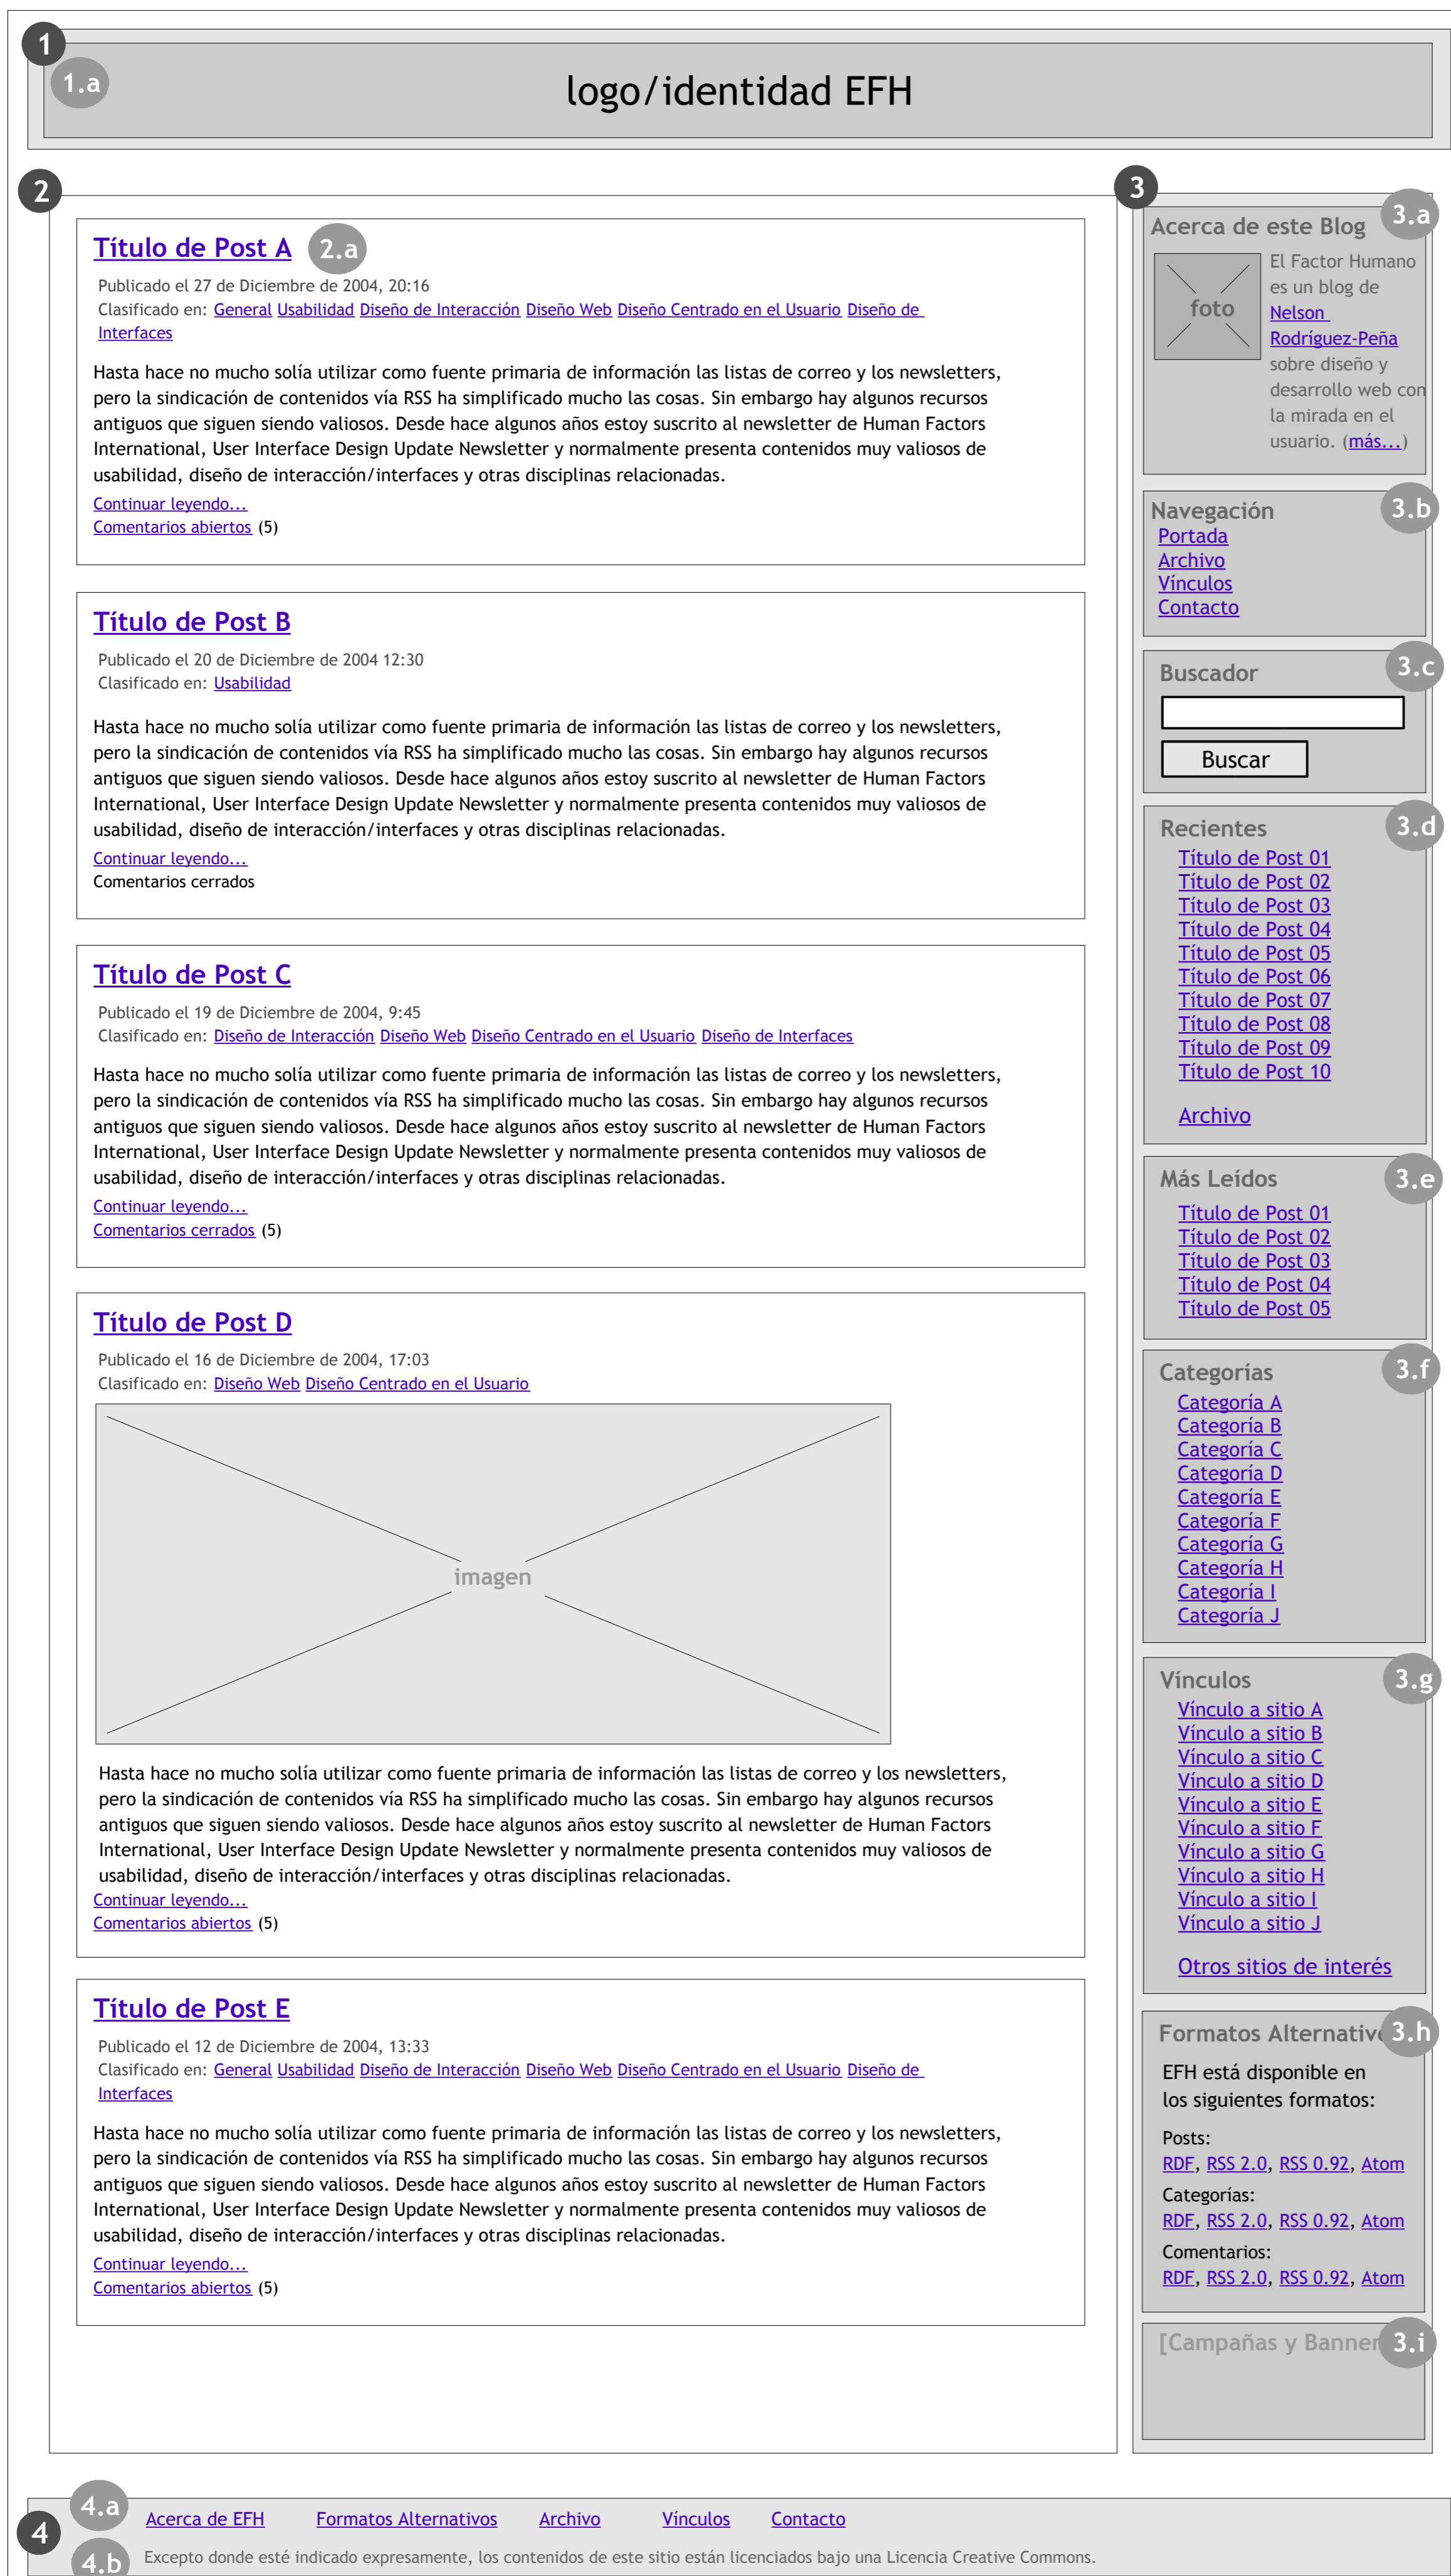 1
1.a
logo/identidad EFH
2
Título de Post A
2.a
Publicado el 27 de Diciembre de 2004, 20:16
Clasificado en: General Usabilidad Diseño de Interacción Diseño Web Diseño Centrado en el Usuario Diseño de
Interfaces
Hasta hace no mucho solía utilizar como fuente primaria de información las listas de correo y los newsletters,
pero la sindicación de contenidos vía RSS ha simplificado mucho las cosas. Sin embargo hay algunos recursos
antiguos que siguen siendo valiosos. Desde hace algunos años estoy suscrito al newsletter de Human Factors
International, User Interface Design Update Newsletter y normalmente presenta contenidos muy valiosos de
usabilidad, diseño de interacción/interfaces y otras disciplinas relacionadas.
Continuar leyendo...
Comentarios abiertos (5)
Título de Post B
Publicado el 20 de Diciembre de 2004 12:30
Clasificado en: Usabilidad
Hasta hace no mucho solía utilizar como fuente primaria de información las listas de correo y los newsletters,
pero la sindicación de contenidos vía RSS ha simplificado mucho las cosas. Sin embargo hay algunos recursos
antiguos que siguen siendo valiosos. Desde hace algunos años estoy suscrito al newsletter de Human Factors
International, User Interface Design Update Newsletter y normalmente presenta contenidos muy valiosos de
usabilidad, diseño de interacción/interfaces y otras disciplinas relacionadas.
Continuar leyendo...
Comentarios cerrados
Título de Post C
Publicado el 19 de Diciembre de 2004, 9:45
Clasificado en: Diseño de Interacción Diseño Web Diseño Centrado en el Usuario Diseño de Interfaces
Hasta hace no mucho solía utilizar como fuente primaria de información las listas de correo y los newsletters,
pero la sindicación de contenidos vía RSS ha simplificado mucho las cosas. Sin embargo hay algunos recursos
antiguos que siguen siendo valiosos. Desde hace algunos años estoy suscrito al newsletter de Human Factors
International, User Interface Design Update Newsletter y normalmente presenta contenidos muy valiosos de
usabilidad, diseño de interacción/interfaces y otras disciplinas relacionadas.
Continuar leyendo...
Comentarios cerrados (5)
Título de Post D
Publicado el 16 de Diciembre de 2004, 17:03
Clasificado en: Diseño Web Diseño Centrado en el Usuario
imagen
Hasta hace no mucho solía utilizar como fuente primaria de información las listas de correo y los newsletters,
pero la sindicación de contenidos vía RSS ha simplificado mucho las cosas. Sin embargo hay algunos recursos
antiguos que siguen siendo valiosos. Desde hace algunos años estoy suscrito al newsletter de Human Factors
International, User Interface Design Update Newsletter y normalmente presenta contenidos muy valiosos de
usabilidad, diseño de interacción/interfaces y otras disciplinas relacionadas.
Continuar leyendo...
Comentarios abiertos (5)
Título de Post E
Publicado el 12 de Diciembre de 2004, 13:33
Clasificado en: General Usabilidad Diseño de Interacción Diseño Web Diseño Centrado en el Usuario Diseño de
Interfaces
Hasta hace no mucho solía utilizar como fuente primaria de información las listas de correo y los newsletters,
pero la sindicación de contenidos vía RSS ha simplificado mucho las cosas. Sin embargo hay algunos recursos
antiguos que siguen siendo valiosos. Desde hace algunos años estoy suscrito al newsletter de Human Factors
International, User Interface Design Update Newsletter y normalmente presenta contenidos muy valiosos de
usabilidad, diseño de interacción/interfaces y otras disciplinas relacionadas.
Continuar leyendo...
Comentarios abiertos (5)
3
Acerca de este Blog
3.a
foto
El Factor Humano
es un blog de
Nelson
Rodríguez-Peña
sobre diseño y
desarrollo web con
la mirada en el
usuario. (más...)
Navegación
3.b
Portada
Archivo
Vínculos
Contacto
Buscador
3.c
Buscar
Recientes
3.d
Título de Post 01
Título de Post 02
Título de Post 03
Título de Post 04
Título de Post 05
Título de Post 06
Título de Post 07
Título de Post 08
Título de Post 09
Título de Post 10
Archivo
Más Leídos
3.e
Título de Post 01
Título de Post 02
Título de Post 03
Título de Post 04
Título de Post 05
Categorías
3.f
Categoría A
Categoría B
Categoría C
Categoría D
Categoría E
Categoría F
Categoría G
Categoría H
Categoría I
Categoría J
Vínculos
3.g
Vínculo a sitio A
Vínculo a sitio B
Vínculo a sitio C
Vínculo a sitio D
Vínculo a sitio E
Vínculo a sitio F
Vínculo a sitio G
Vínculo a sitio H
Vínculo a sitio I
Vínculo a sitio J
Otros sitios de interés
Formatos Alternativ
3.h
EFH está disponible en
los siguientes formatos:
Posts:
RDF, RSS 2.0, RSS 0.92, Atom
Categorías:
RDF, RSS 2.0, RSS 0.92, Atom
Comentarios:
RDF, RSS 2.0, RSS 0.92, Atom
[Campañas y Banner
3.i
4
4.a
Acerca de EFH Formatos Alternativos Archivo Vínculos Contacto
4.b
Excepto donde esté indicado expresamente, los contenidos de este sitio están licenciados bajo una Licencia Creative Commons.